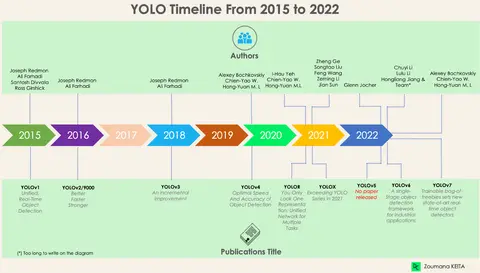 YOLO Timeline From 2015 to 2022
Authors
Joseph Redmon
Ali Farhadi
Santosh Divvala
Ross Girshick
Joseph Redmon
Ali Farhadi
Joseph Redmon
Ali Farhadi
Alexey Bochkovskiy
Chien-Yao W.
Hong-Yuan M. L
I-Hau Yeh
Chien-Yao W.
Hong-Yuan M.L
Zheng Ge
Songtao Liu
Feng Wang
Zeming Li
Jian Sun
Glenn Jocher
Chuyi Li
Lulu Li
Hongliang Jiang &
Team*
Alexey Bochkovskiy
Chien-Yao W.
Hong-Yuan M. L
2015
2016
2017
2018
2019
2020
2021
2022
YOLOv1
Unified,
Real-Time
Object
Detection
YOLOv2/9000
Better
Faster
Stronger
YOLOv3
An Incremental
Improvement
YOLOv4
Optimal Speed
And Accuracy of
Object Detection
YOLOR
You Only
Look One
Representa
tion: Unified
Network for
Multiple
Tasks
YOLOX
Exceeding YOLO
Series in 2021
YOLOv5
No paper
released
YOLOv6
A single-
Stage object
detection
framework
for industrial
applications
YOLOv7
Trainable bag-of-
freebies sets new
state-of-art real-
time object
detectors
Publications Title
(*) Too long to write on the diagram
Zoumana KEITA